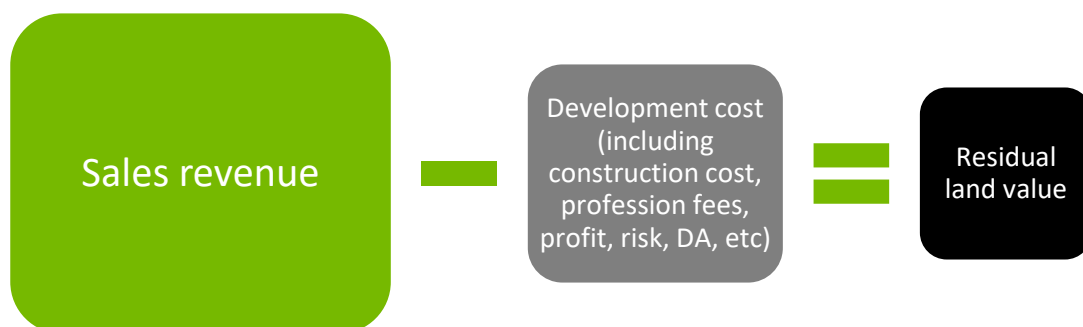 Sales revenue
Development cost
(including
construction cost,
profession fees,
profit, risk, DA, etc)
Residual
land value